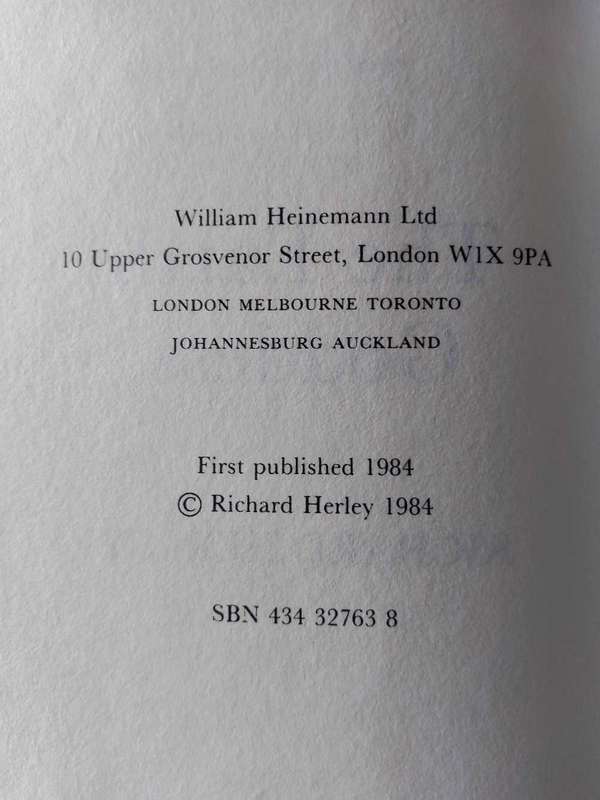 William Heinemann Ltd
10 Upper Grosvenor Street, London W1X 9PA
LONDON MELBOURNE TORONTO
JOHANNESBURG AUCKLAND
First published 1984
© Richard Herley 1984
SBN 434 32763 8